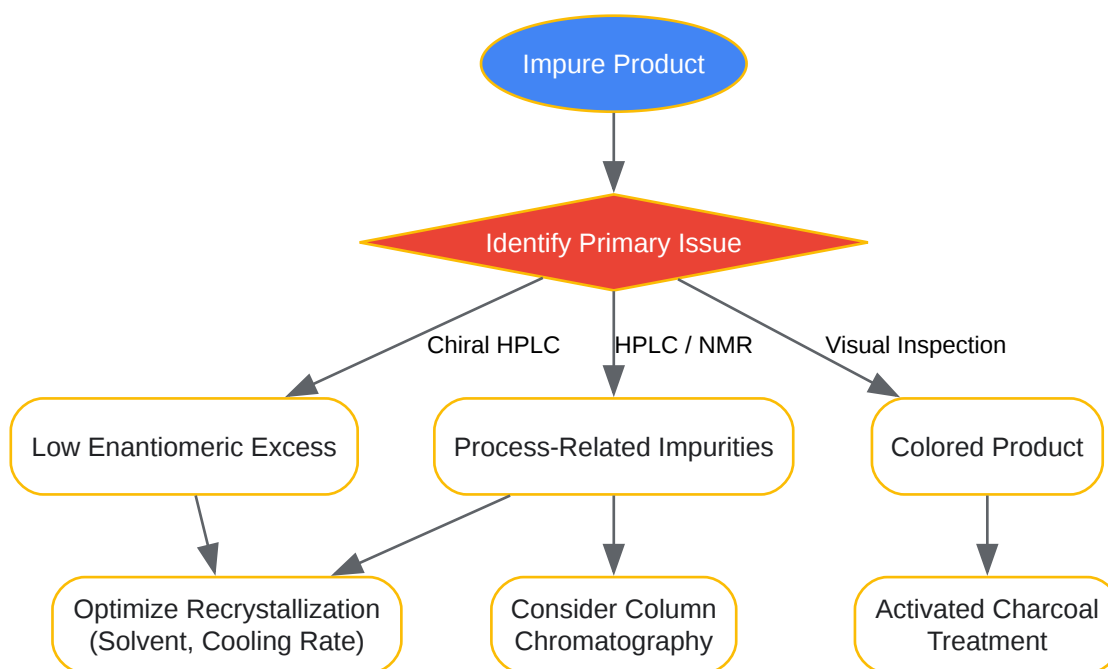 Impure Product
Identify Primary Issue
Chiral HPLC
HPLC / NMR
Visual Inspection
Low Enantiomeric Excess
Process-Related Impurities
Colored Product
Optimize Recrystallization
(Solvent, Cooling Rate)
Consider Column
Chromatography
Activated Charcoal
Treatment